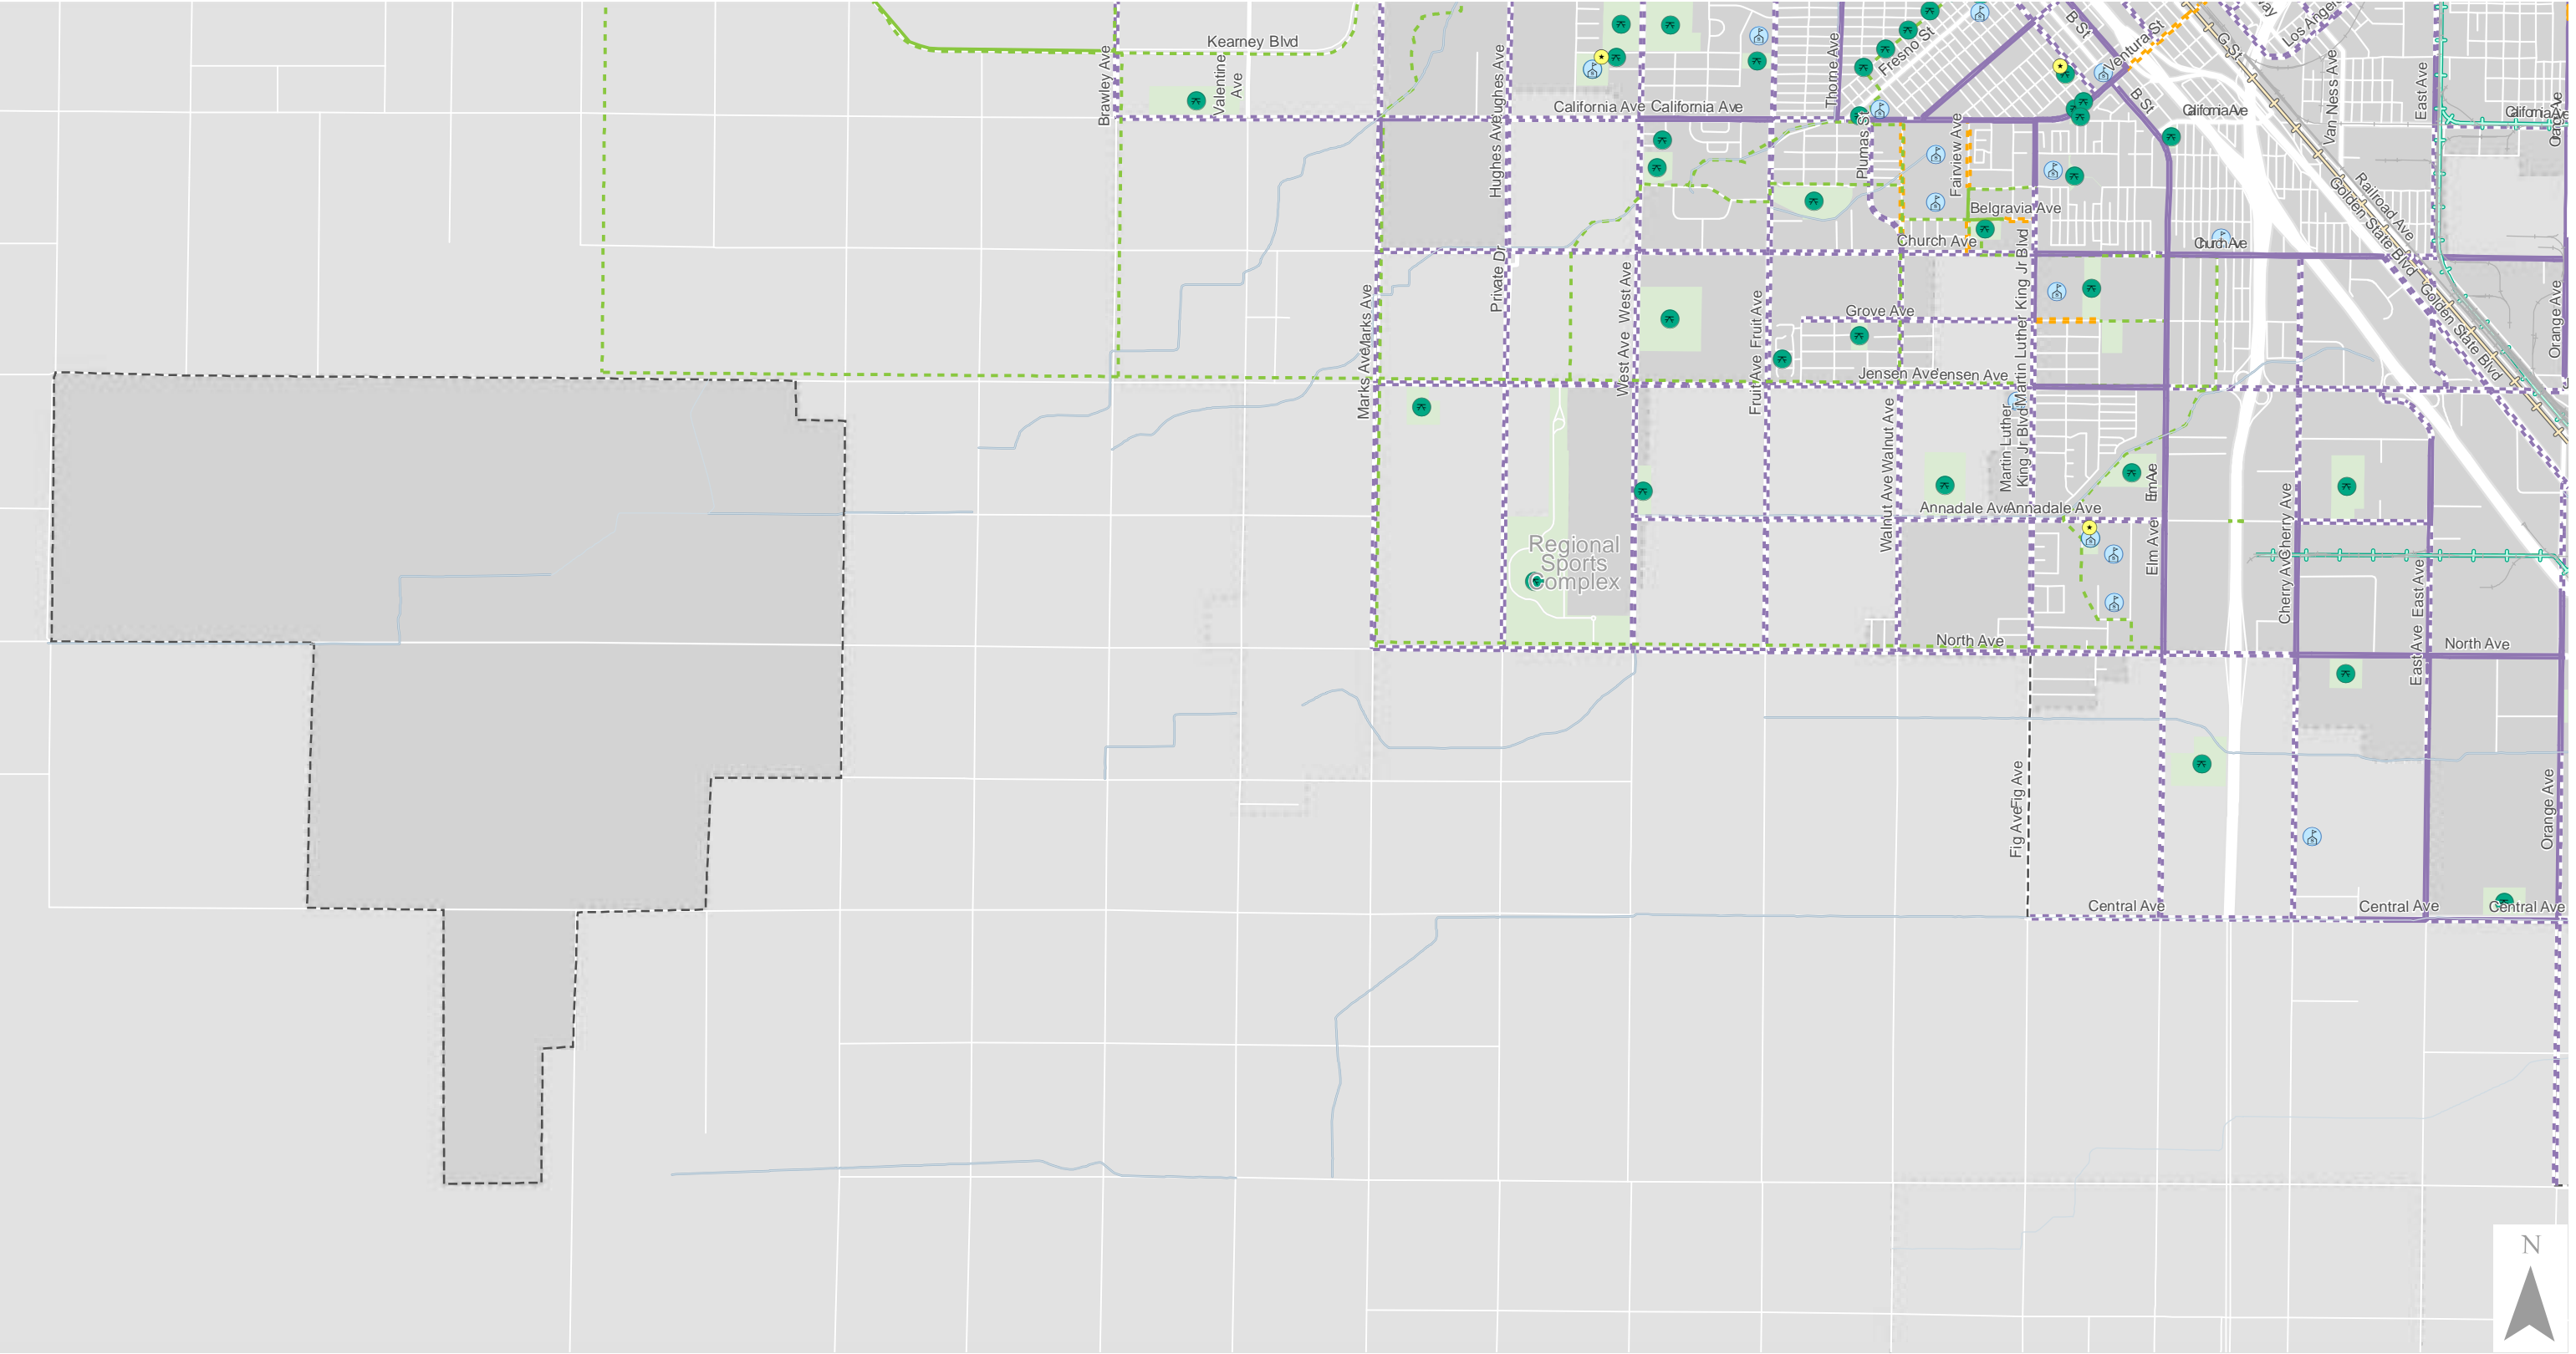 Kearney Blvd
Brawley Ave
Valentine
Ave
Hughes Ave
Hughes Ave
California Ave
California Ave
Thorne Ave
Fresno St
Plumas St
Fairview Ave
B St
Ventura St
B St
G St
Los Angel
Van Ness Ave
East Ave
California Ave
California Ave
Railroad Ave
Golden State Blvd
Golden State Blvd
Belgravia Ave
Church Ave
Church Ave
Private Dr
Marks Ave
Marks Ave
West Ave
West Ave
Fruit Ave
Fruit Ave
Grove Ave
Jensen Ave
Jensen Ave
Martin Luther King Jr Blvd
Martin Luther
King Jr Blvd
Orange Ave
Walnut Ave
Walnut Ave
Annadale Ave
Annadale Ave
Elm Ave
Elm Ave
Cherry Ave
Cherry Ave
East Ave
East Ave
Regional
Sports
Complex
North Ave
North Ave
Fig Ave
Fig Ave
Orange Ave
Central Ave
Central Ave
Central Ave
N